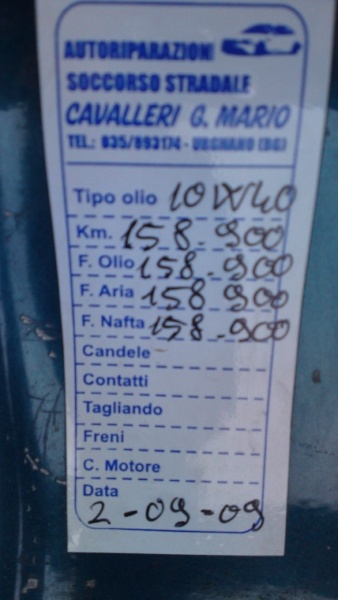 AUTORIPARAZIONI
SOCCORSO STRADALE
CAVALLERI G. MARIO
TEL.: 035/893174 - URGNANO (BG)
Tipo olio 10W40
Km. 158.900
F. Olio 158.900
F. Aria 158 900
F. Nafta 158.900
Candele
Contatti
Tagliando
Freni
C. Motore
Data
2-09-09